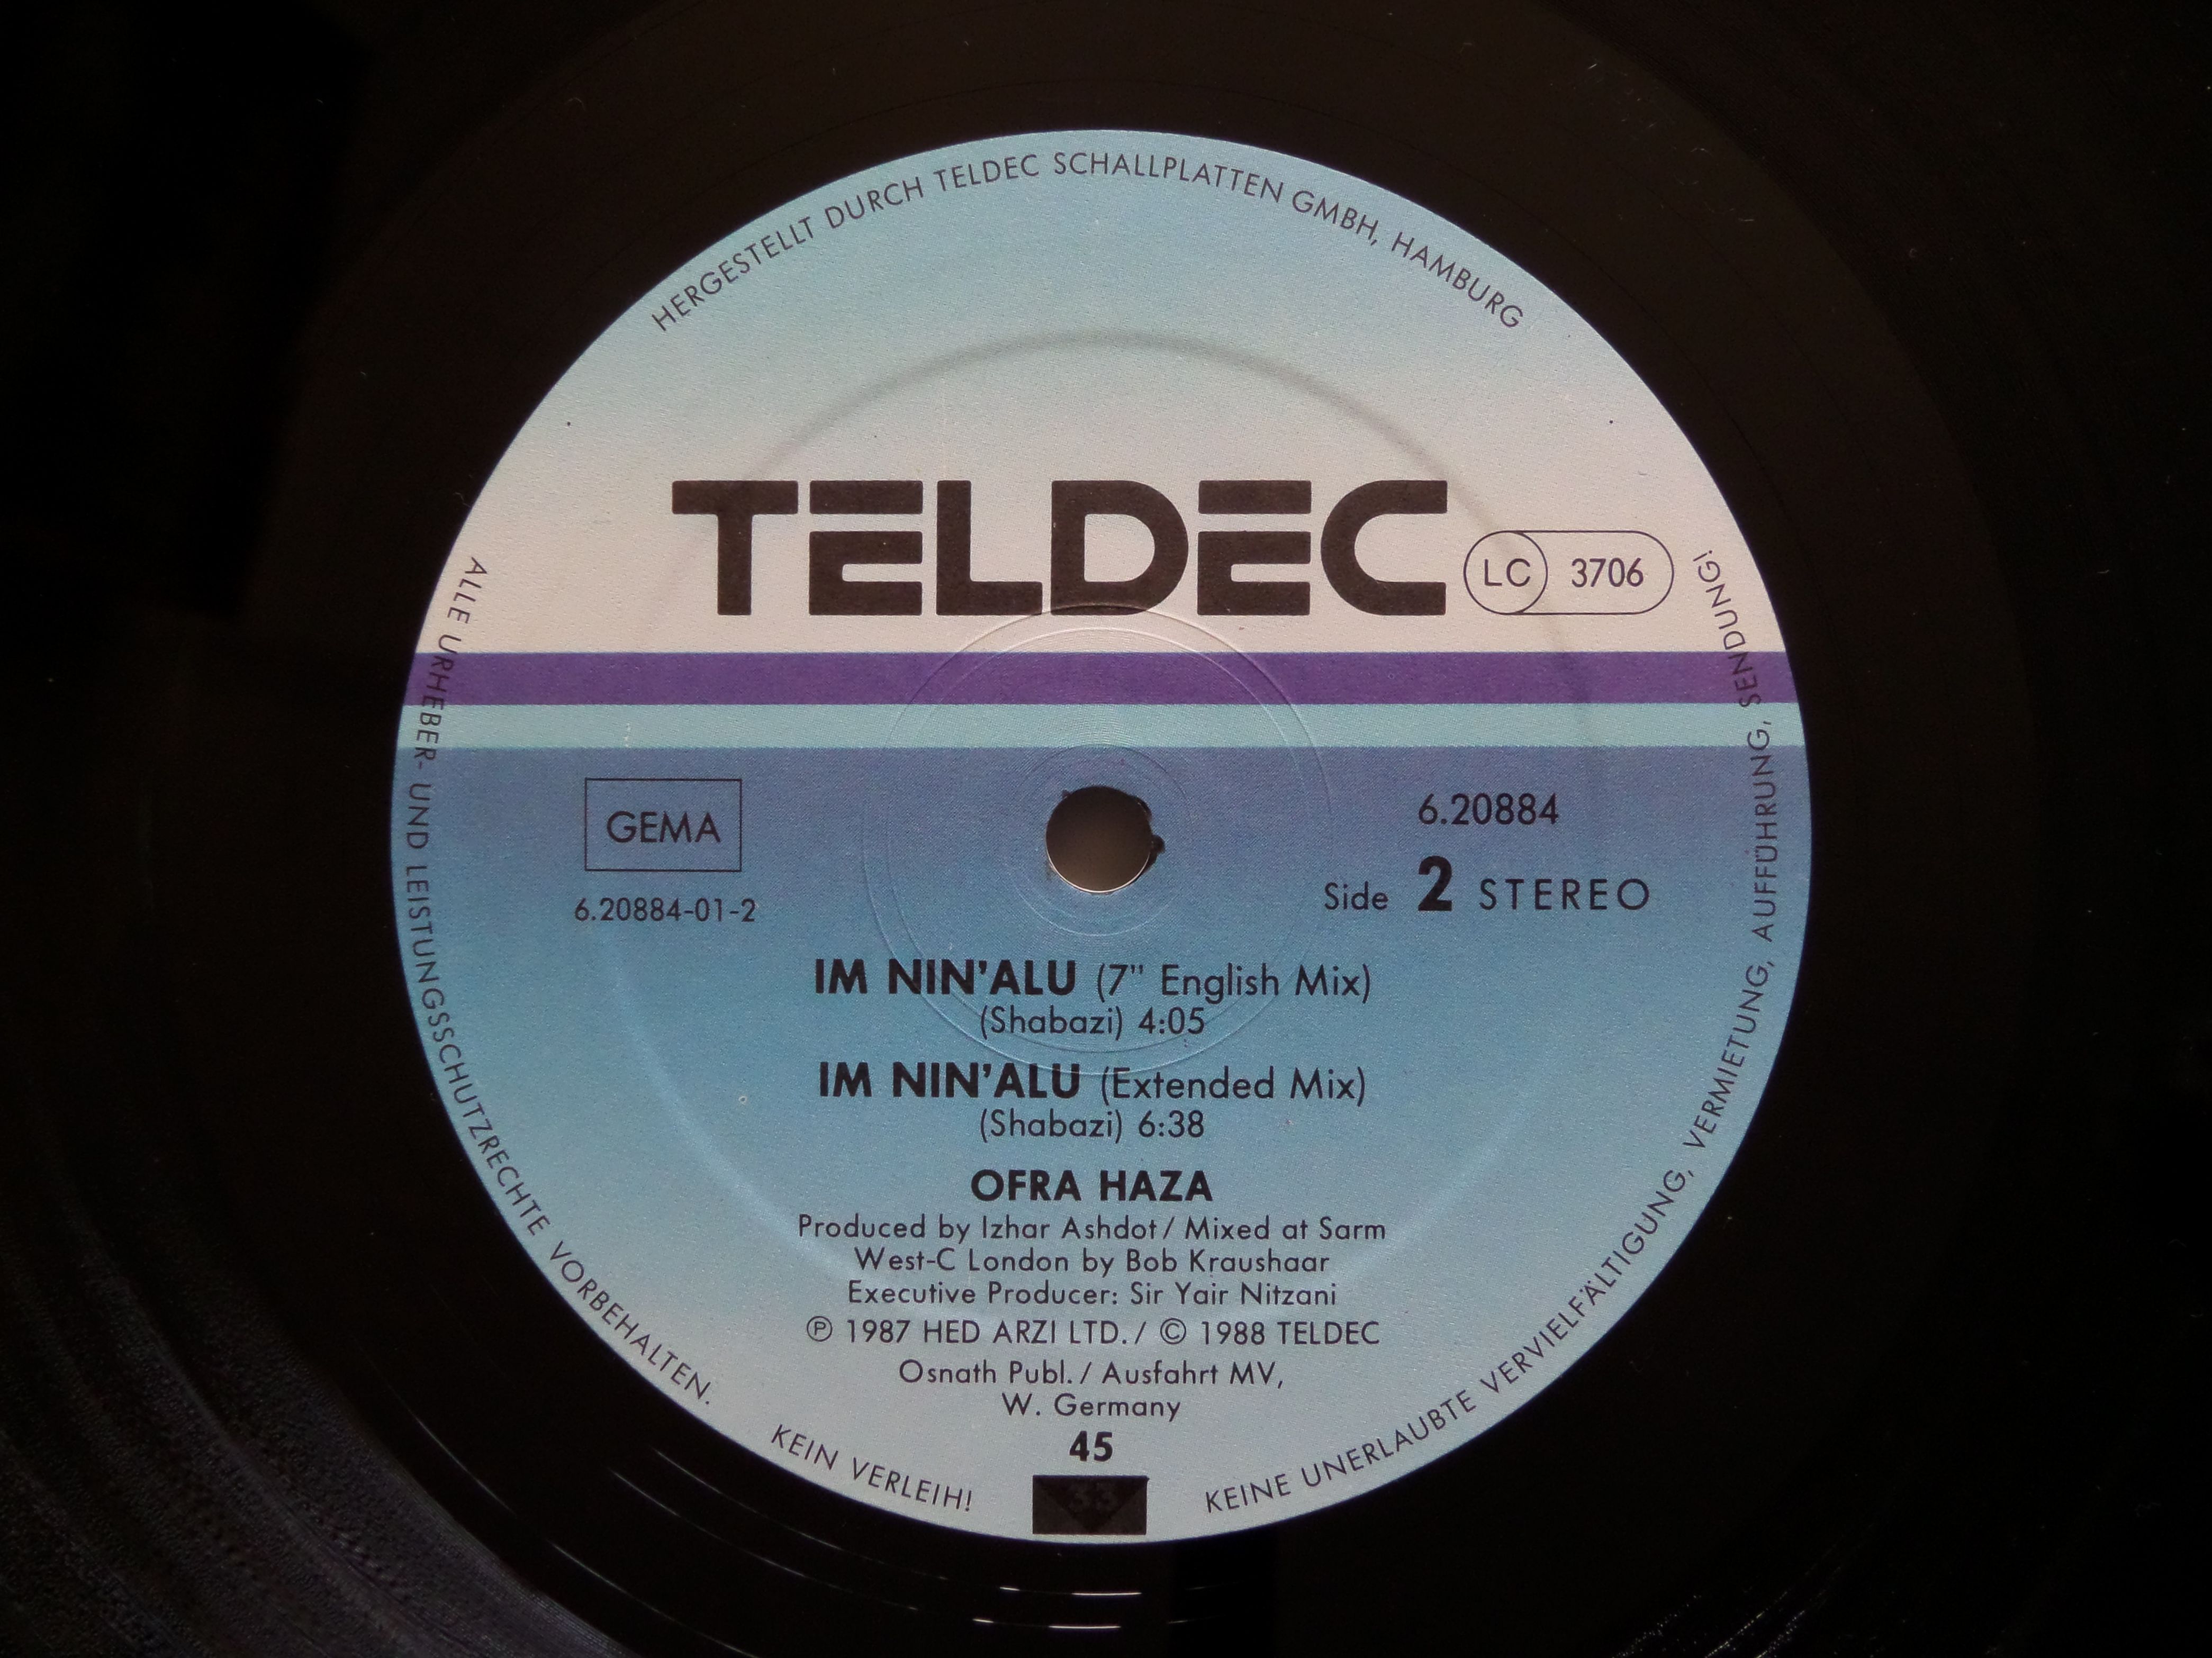 HERGESTELLT DURCH TELDEC SCHALLPLATTEN GMBH, HAMBURG
TELDEC
LC 3706
GEMA
6.20884-01-2
6.20884
Side 2 STEREO
IM NIN'ALU (7" English Mix)
(Shabazi) 4:05
IM NIN'ALU (Extended Mix)
(Shabazi) 6:38
OFRA HAZA
Produced by Izhar Ashdot / Mixed at Sarm
West-C London by Bob Kraushaar
Executive Producer: Sir Yair Nitzani
℗ 1987 HED ARZI LTD. / © 1988 TELDEC
Osnath Publ. / Ausfahrt MV,
W. Germany
45
33
ALLE URHEBER- UND LEISTUNGSSCHUTZRECHTE VORBEHALTEN.
KEIN VERLEIH!
KEINE UNERLAUBTE VERVIELFÄLTIGUNG, VERMIETUNG, AUFFÜHRUNG, SENDUNG!